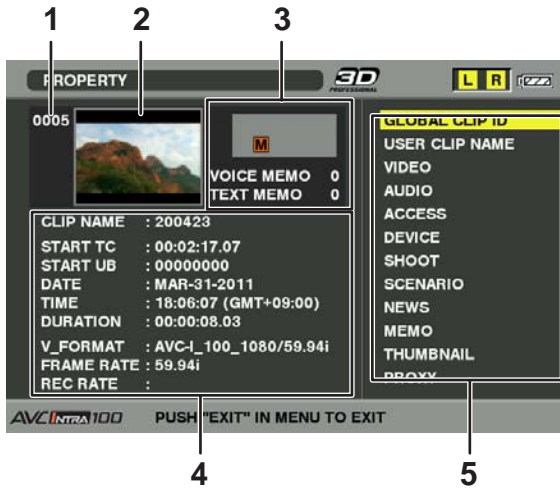 1 2 3
PROPERTY
3D
PROFESSIONAL
L R
0005
M
VOICE MEMO 0
TEXT MEMO 0
CLIP NAME : 200423
START TC : 00:02:17.07
START UB : 00000000
DATE : MAR-31-2011
TIME : 18:06:07 (GMT+09:00)
DURATION : 00:00:08.03
V_FORMAT : AVC-I_100_1080/59.94i
FRAME RATE : 59.94i
REC RATE :
GLOBAL CLIP ID
USER CLIP NAME
VIDEO
AUDIO
ACCESS
DEVICE
SHOOT
SCENARIO
NEWS
MEMO
THUMBNAIL
PROXY
AVC INTRA 100
PUSH "EXIT" IN MENU TO EXIT
4 5